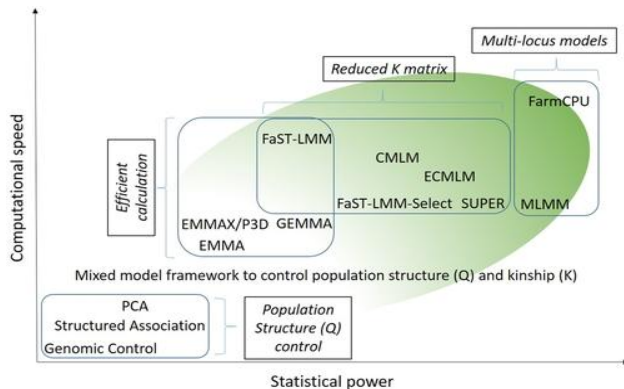 Multi-locus models
Reduced K matrix
FarmCPU
Computational speed
Efficient
calculation
FaST-LMM
CMLM
ECMLM
FaST-LMM-Select SUPER MLMM
EMMAX/P3D GEMMA
EMMA
Mixed model framework to control population structure (Q) and kinship (K)
PCA
Structured Association
Genomic Control
Population
Structure (Q)
control
Statistical power